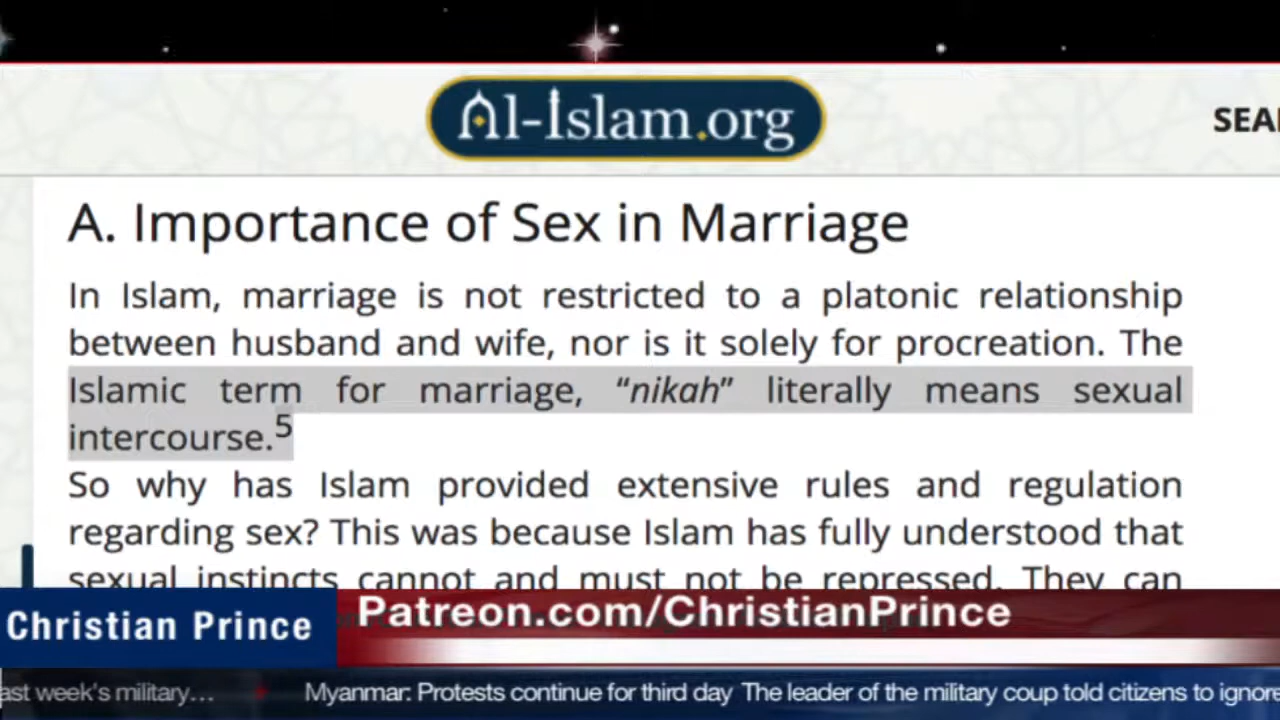 Al-Islam.org
SEA
A. Importance of Sex in Marriage
In Islam, marriage is not restricted to a platonic relationship
between husband and wife, nor is it solely for procreation. The
Islamic term for marriage, “nikah” literally means sexual
intercourse.5
So why has Islam provided extensive rules and regulation
regarding sex? This was because Islam has fully understood that
sexual instincts cannot and must not be repressed. They can
Christian Prince
Patreon.com/ChristianPrince
ast week's military... Myanmar: Protests continue for third day The leader of the military coup told citizens to ignore